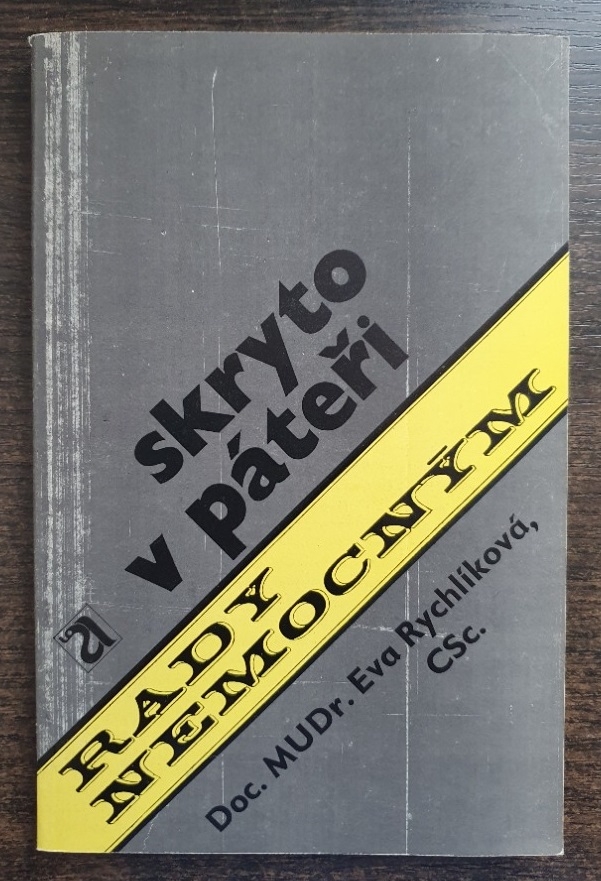 skryto
v páteři
RADY
NEMOCNÝM
Doc. MUDr. Eva Rychlíková,
CSc.